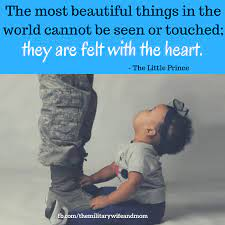 The most beautiful things in the
world cannot be seen or touched;
they are felt with the heart.
- The Little Prince
fb.com/themilitarywifeandmom